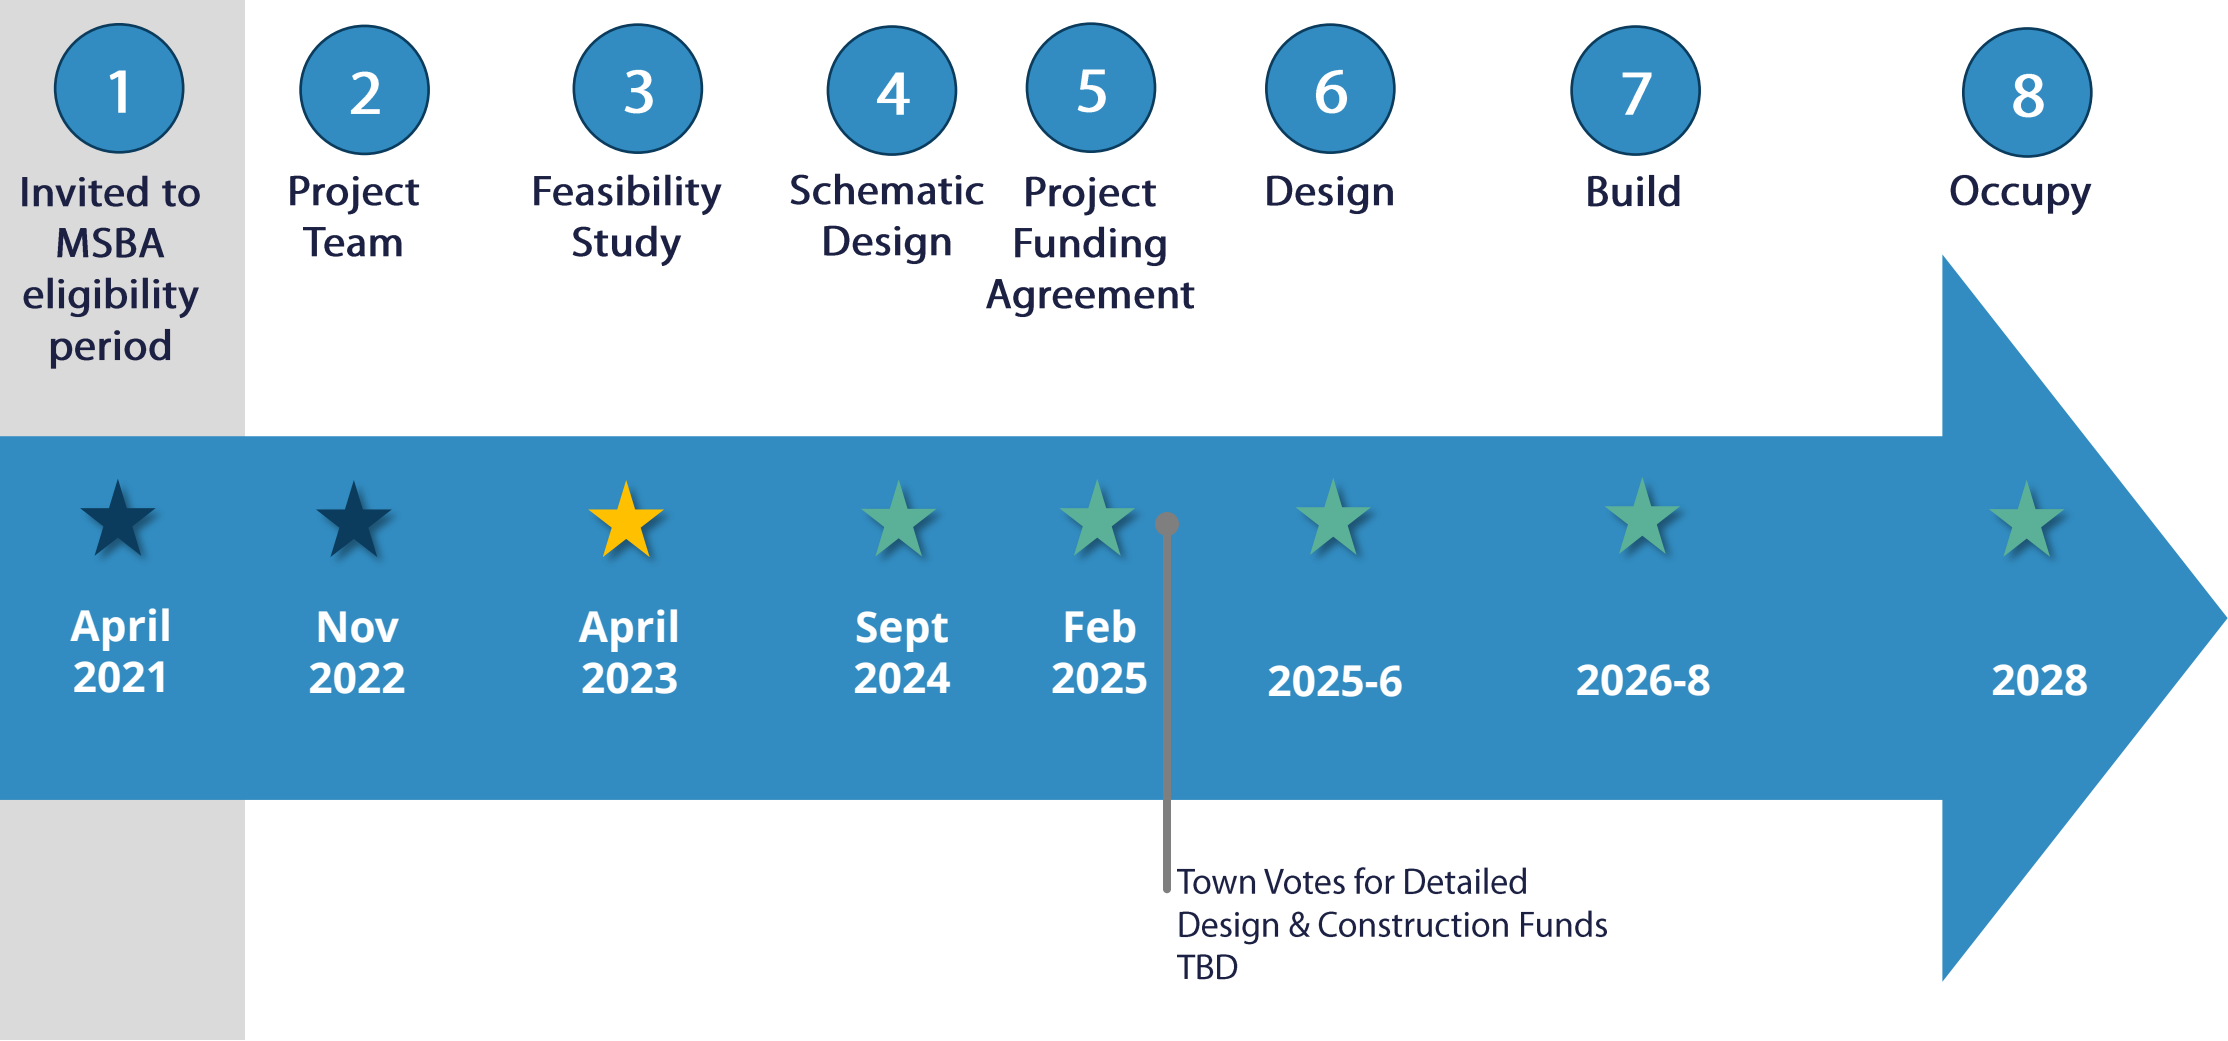 1
Invited to
MSBA
eligibility
period
2
Project
Team
3
Feasibility
Study
4
Schematic
Design
5
Project
Funding
Agreement
6
Design
7
Build
8
Occupy
April
2021
Nov
2022
April
2023
Sept
2024
Feb
2025
2025-6
2026-8
2028
Town Votes for Detailed
Design & Construction Funds
TBD